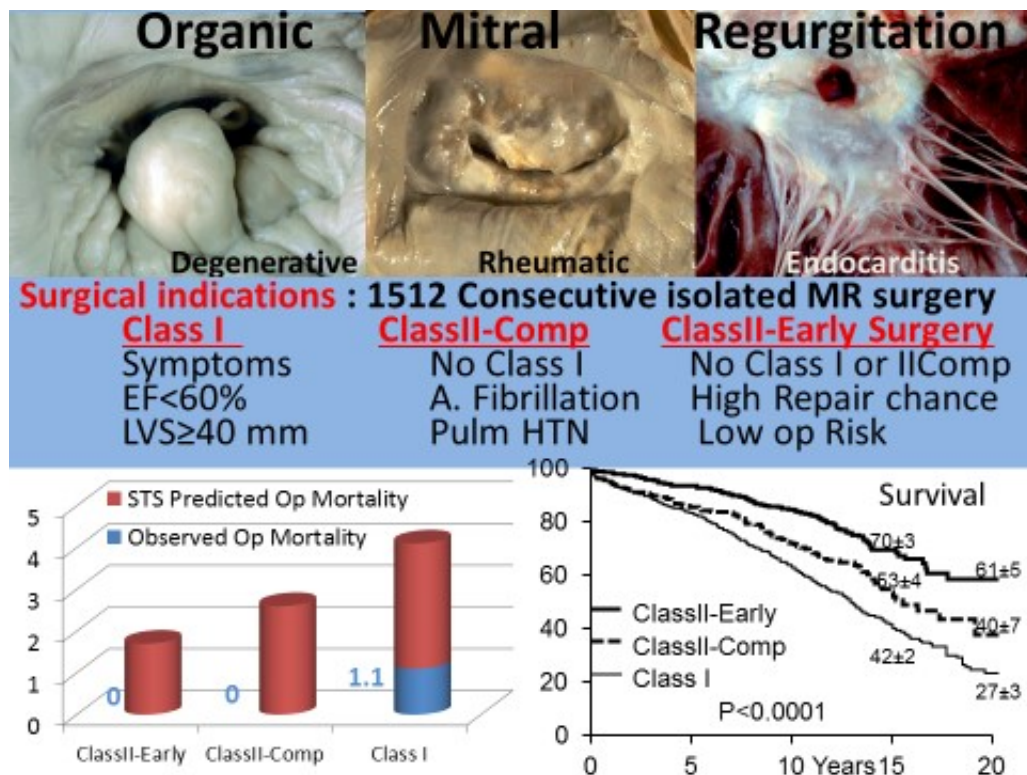 Organic Mitral Regurgitation
Degenerative Rheumatic Endocarditis
Surgical indications : 1512 Consecutive isolated MR surgery
Class I ClassII-Comp ClassII-Early Surgery
Symptoms No Class I No Class I or IIComp
EF<60% A. Fibrillation High Repair chance
LVS≥40 mm Pulm HTN Low op Risk
STS Predicted Op Mortality
Observed Op Mortality
5
4
3
2
1
0
0 0 1.1
ClassII-Early ClassII-Comp Class I
Survival
100
80
60
40
20
0
70±3 61±5
53±4 40±7
42±2 27±3
ClassII-Early
ClassII-Comp
Class I
P<0.0001
0 5 10 Years 15 20